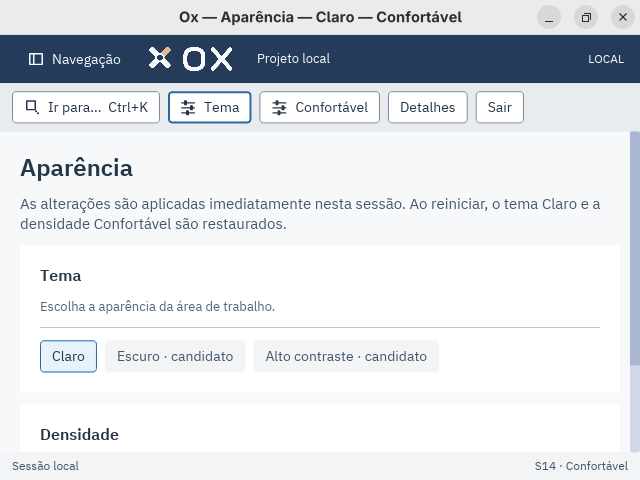 Ox — Aparência — Claro — Confortável
Navegação
OX
Projeto local
LOCAL
Ir para... Ctrl+K
Tema
Confortável
Detalhes
Sair
Aparência
As alterações são aplicadas imediatamente nesta sessão. Ao reiniciar, o tema Claro e a
densidade Confortável são restaurados.
Tema
Escolha a aparência da área de trabalho.
Claro
Escuro · candidato
Alto contraste · candidato
Densidade
Sessão local
S14 · Confortável